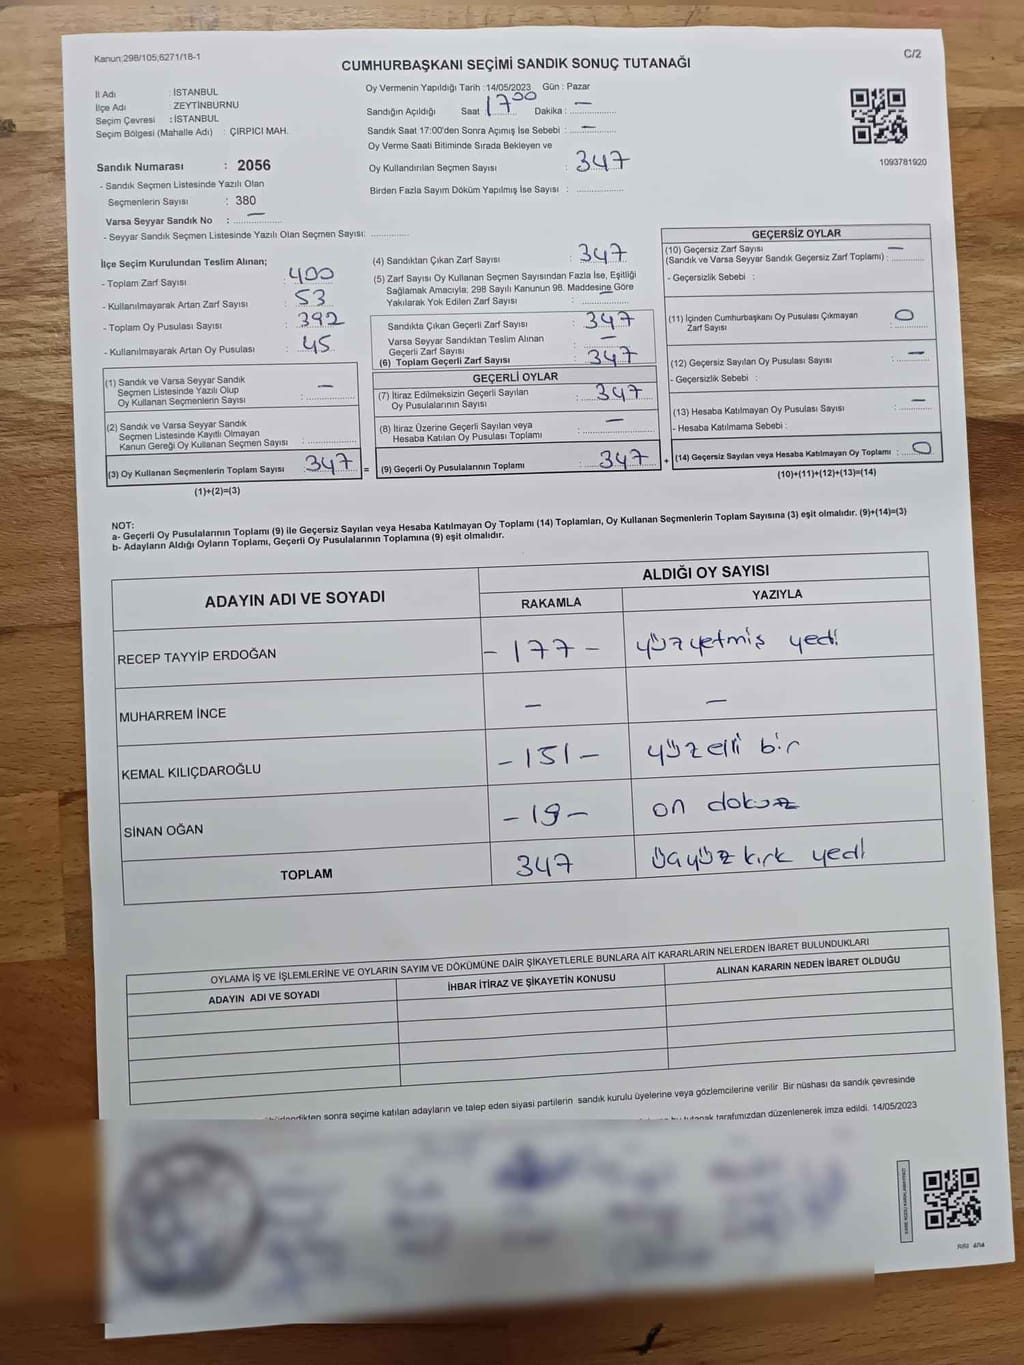 Kanun:298/105;6271/18-1
C/2
CUMHURBAŞKANI SEÇİMİ SANDIK SONUÇ TUTANAĞI
İl Adı : İSTANBUL
İlçe Adı : ZEYTİNBURNU
Seçim Çevresi : İSTANBUL
Seçim Bölgesi (Mahalle Adı) : ÇIRPICI MAH.
Oy Vermenin Yapıldığı Tarih :14/05/2023 Gün : Pazar
Sandığın Açıldığı Saat 17 00 Dakika : —
Sandık Saat 17:00'den Sonra Açımış İse Sebebi : —
Oy Verme Saati Bitiminde Sırada Bekleyen ve
Oy Kullandırılan Seçmen Sayısı : 347
Birden Fazla Sayım Döküm Yapılmış İse Sayısı :
1093781920
Sandık Numarası : 2056
- Sandık Seçmen Listesinde Yazılı Olan
Seçmenlerin Sayısı : 380
Varsa Seyyar Sandık No : —
- Seyyar Sandık Seçmen Listesinde Yazılı Olan Seçmen Sayısı:
İlçe Seçim Kurulundan Teslim Alınan;
- Toplam Zarf Sayısı : 400
- Kullanılmayarak Artan Zarf Sayısı : 53
- Toplam Oy Pusulası Sayısı : 392
- Kullanılmayarak Artan Oy Pusulası : 45
(1) Sandık ve Varsa Seyyar Sandık
Seçmen Listesinde Yazılı Olup
Oy Kullanan Seçmenlerin Sayısı : —
(2) Sandık ve Varsa Seyyar Sandık
Seçmen Listesinde Kayıtlı Olmayan
Kanun Gereği Oy Kullanan Seçmen Sayısı :
(3) Oy Kullanan Seçmenlerin Toplam Sayısı : 347 =
(1)+(2)=(3)
(4) Sandıktan Çıkan Zarf Sayısı : 347
(5) Zarf Sayısı Oy Kullanan Seçmen Sayısından Fazla İse, Eşitliği
Sağlamak Amacıyla; 298 Sayılı Kanunun 98. Maddesine Göre
Yakılarak Yok Edilen Zarf Sayısı : —
Sandıkta Çıkan Geçerli Zarf Sayısı : 347
Varsa Seyyar Sandıktan Teslim Alınan
Geçerli Zarf Sayısı : —
(6) Toplam Geçerli Zarf Sayısı : 347
GEÇERLİ OYLAR
(7) İtiraz Edilmeksizin Geçerli Sayılan
Oy Pusulalarının Sayısı : 347
(8) İtiraz Üzerine Geçerli Sayılan veya
Hesaba Katılan Oy Pusulası Toplamı : —
(9) Geçerli Oy Pusulalarının Toplamı : 347 +
GEÇERSİZ OYLAR
(10) Geçersiz Zarf Sayısı
(Sandık ve Varsa Seyyar Sandık Geçersiz Zarf Toplamı) : —
- Geçersizlik Sebebi :
(11) İçinden Cumhurbaşkanı Oy Pusulası Çıkmayan
Zarf Sayısı : 0
(12) Geçersiz Sayılan Oy Pusulası Sayısı : —
- Geçersizlik Sebebi :
(13) Hesaba Katılmayan Oy Pusulası Sayısı : —
- Hesaba Katılmama Sebebi :
(14) Geçersiz Sayılan veya Hesaba Katılmayan Oy Toplamı : 0
(10)+(11)+(12)+(13)=(14)
NOT:
a- Geçerli Oy Pusulalarının Toplamı (9) ile Geçersiz Sayılan veya Hesaba Katılmayan Oy Toplamı (14) Toplamları, Oy Kullanan Seçmenlerin Toplam Sayısına (3) eşit olmalıdır. (9)+(14)=(3)
b- Adayların Aldığı Oyların Toplamı, Geçerli Oy Pusulalarının Toplamına (9) eşit olmalıdır.
ADAYIN ADI VE SOYADI ALDIĞI OY SAYISI
RAKAMLA YAZIYLA
RECEP TAYYİP ERDOĞAN - 177 - yüzyetmiş yedi
MUHARREM İNCE — —
KEMAL KILIÇDAROĞLU - 151 - yüzelli bir
SİNAN OĞAN - 19 - on dokuz
TOPLAM 347 üçyüz kırk yedi
OYLAMA İŞ VE İŞLEMLERİNE VE OYLARIN SAYIM VE DÖKÜMÜNE DAİR ŞİKAYETLERLE BUNLARA AİT KARARLARIN NELERDEN İBARET BULUNDUKLARI
ADAYIN ADI VE SOYADI İHBAR İTİRAZ VE ŞİKAYETİN KONUSU ALINAN KARARIN NEDEN İBARET OLDUĞU
sonra seçime katılan adayların ve talep eden siyasi partilerin sandık kurulu üyelerine veya gözlemcilerine verilir Bir nüshası da sandık çevresinde
tutanak tarafımızdan düzenlenerek imza edildi. 14/05/2023